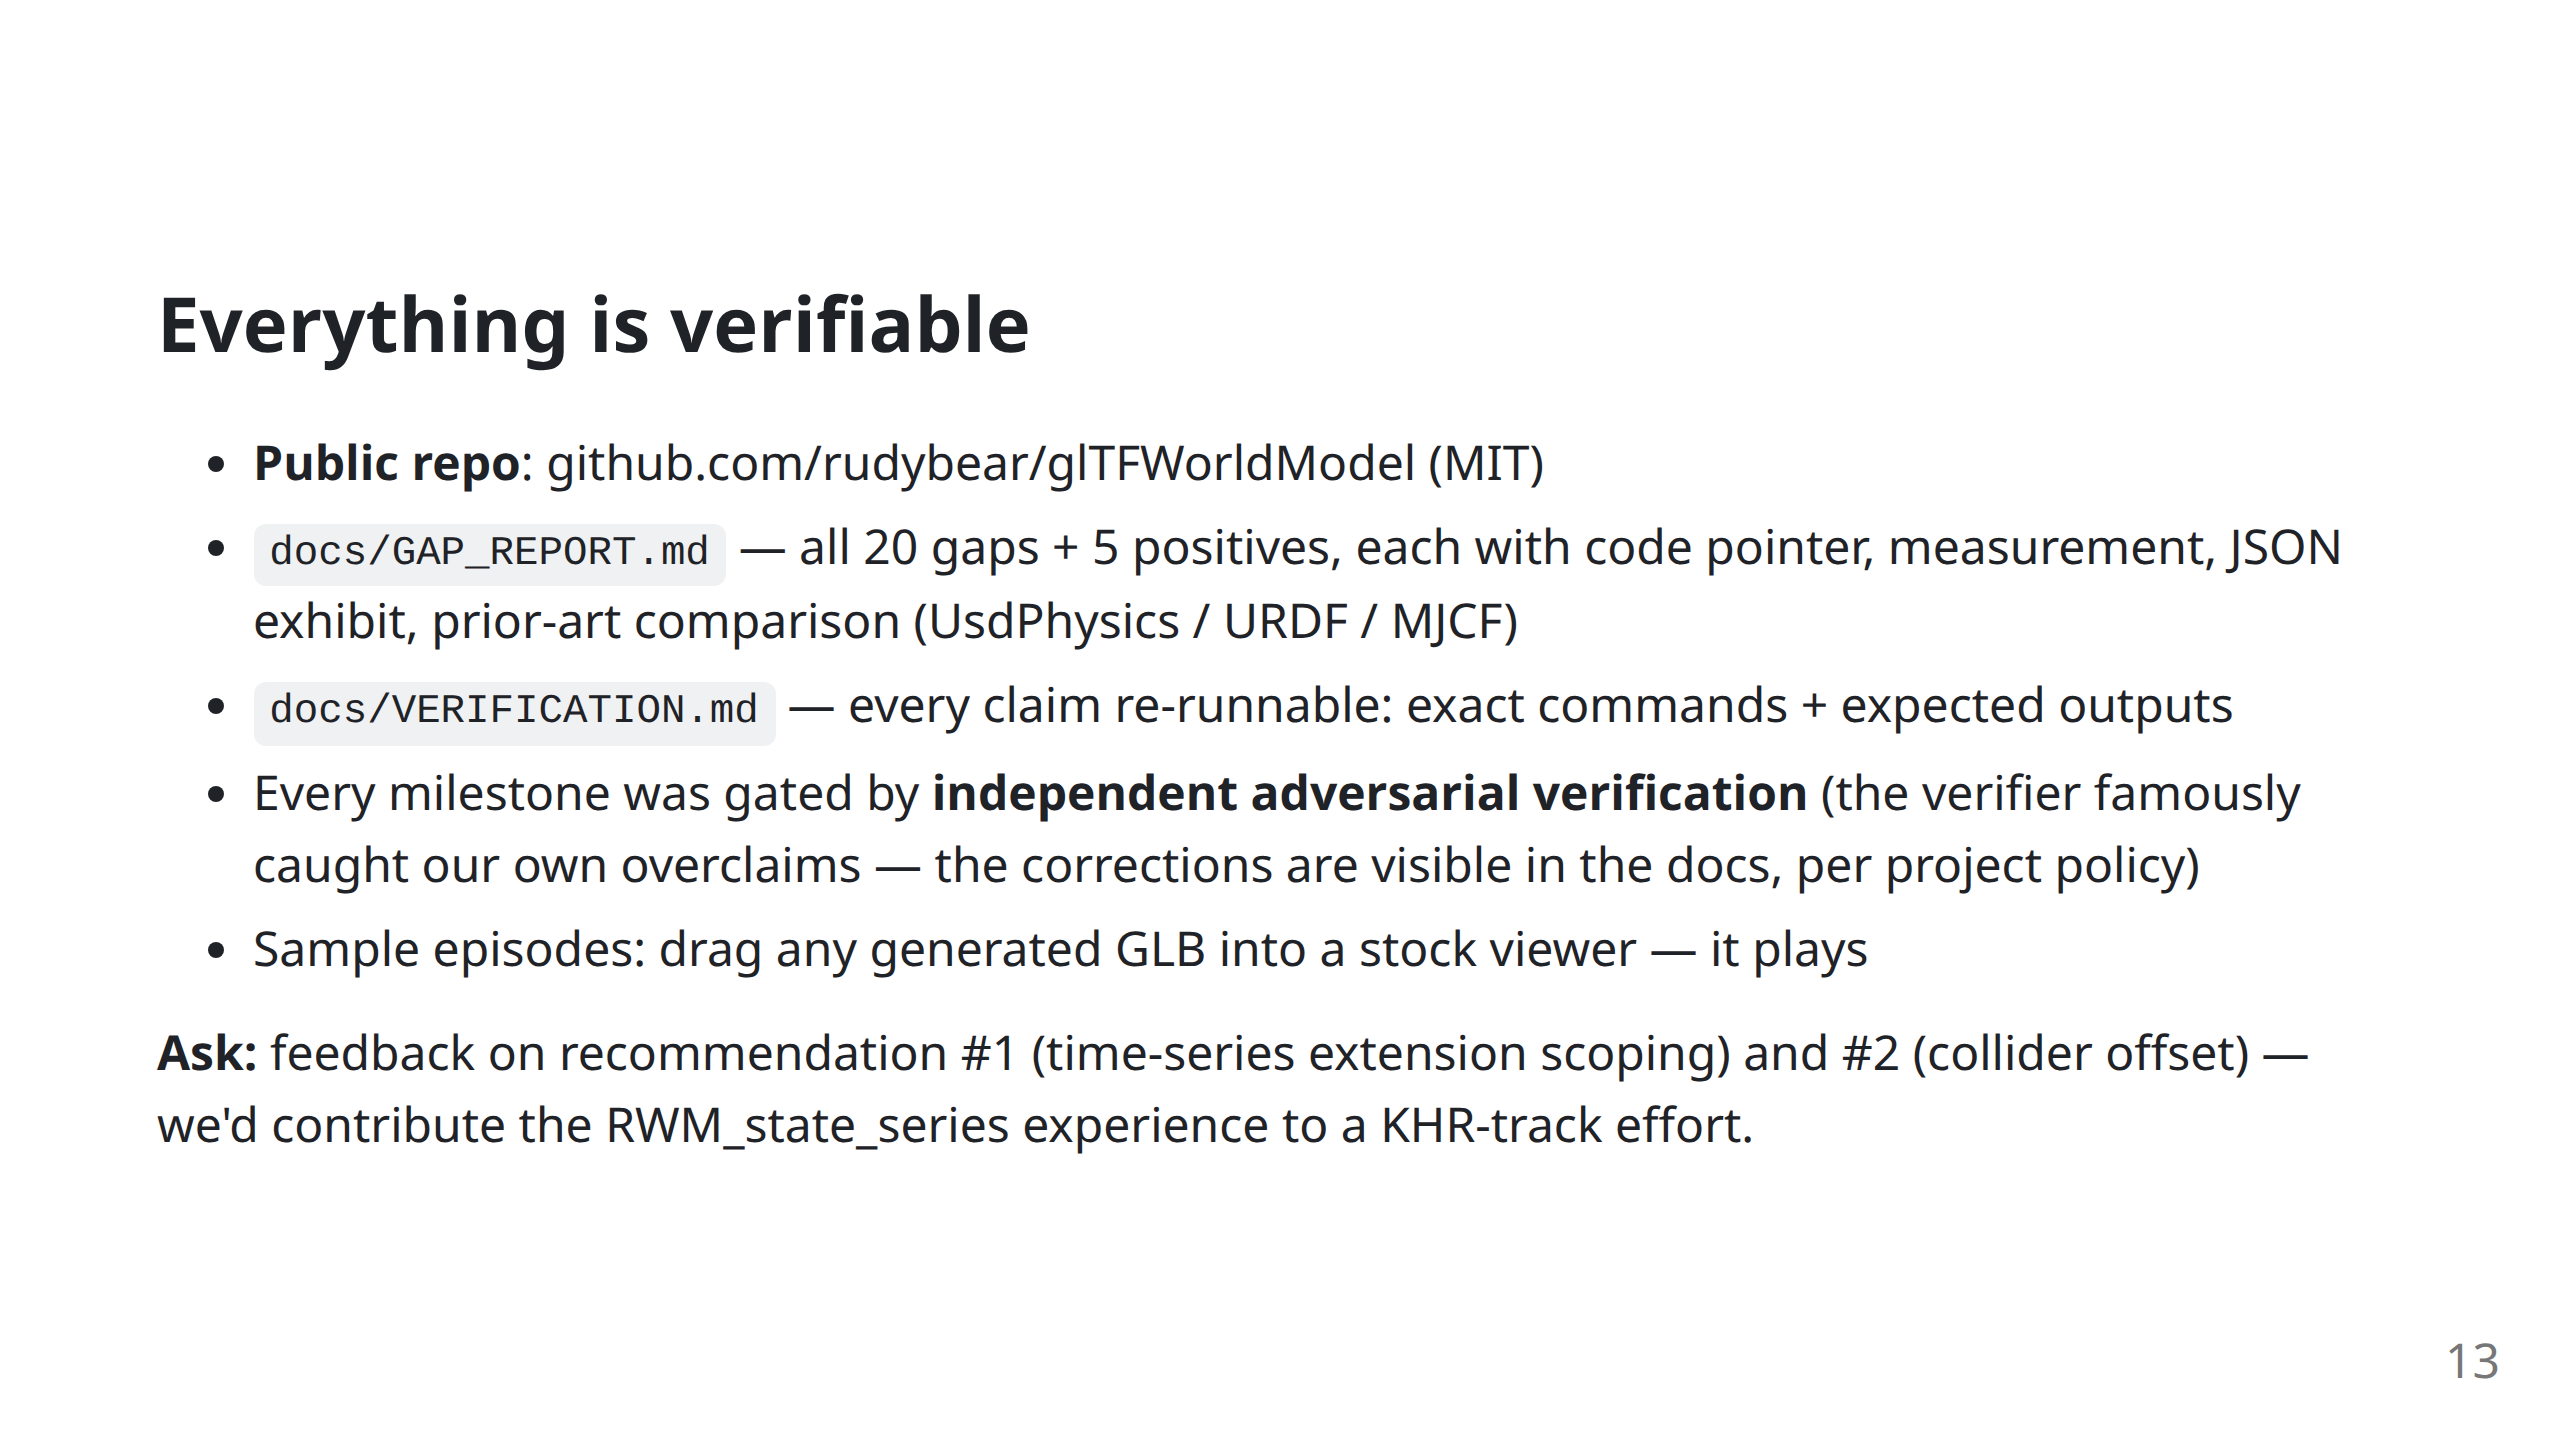 Everything is verifiable
• Public repo: github.com/rudybear/glTFWorldModel (MIT)
• docs/GAP_REPORT.md — all 20 gaps + 5 positives, each with code pointer, measurement, JSON
exhibit, prior-art comparison (UsdPhysics / URDF / MJCF)
• docs/VERIFICATION.md — every claim re-runnable: exact commands + expected outputs
• Every milestone was gated by independent adversarial verification (the verifier famously
caught our own overclaims — the corrections are visible in the docs, per project policy)
• Sample episodes: drag any generated GLB into a stock viewer — it plays
Ask: feedback on recommendation #1 (time-series extension scoping) and #2 (collider offset) —
we'd contribute the RWM_state_series experience to a KHR-track effort.
13